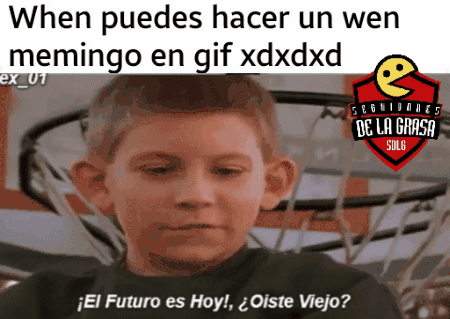 When puedes hacer un wen
memingo en gif xdxdxd
ex_01
SEGUIDORES
DE LA GRASA
SDLG
¡El Futuro es Hoy!, ¿Oiste Viejo?